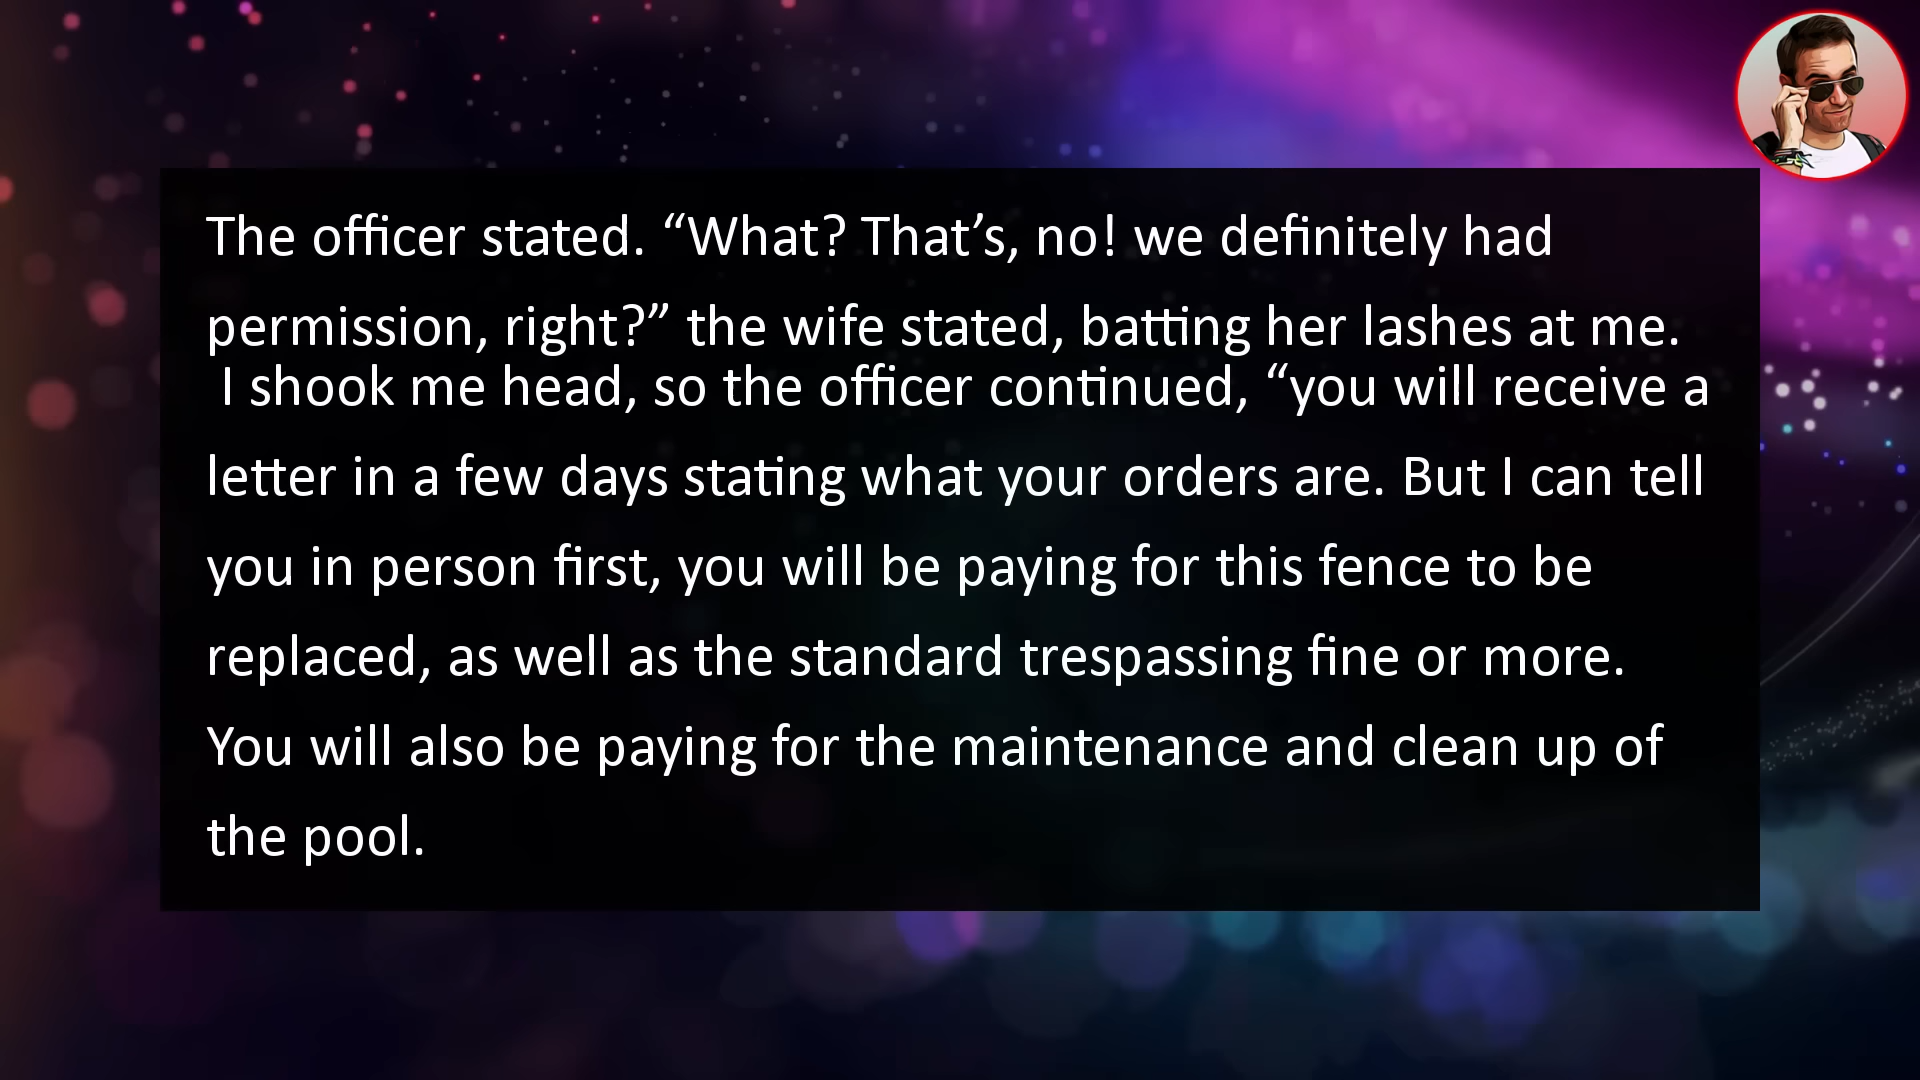 The officer stated. “What? That’s, no! we definitely had
permission, right?” the wife stated, batting her lashes at me.
I shook me head, so the officer continued, “you will receive a
letter in a few days stating what your orders are. But I can tell
you in person first, you will be paying for this fence to be
replaced, as well as the standard trespassing fine or more.
You will also be paying for the maintenance and clean up of
the pool.